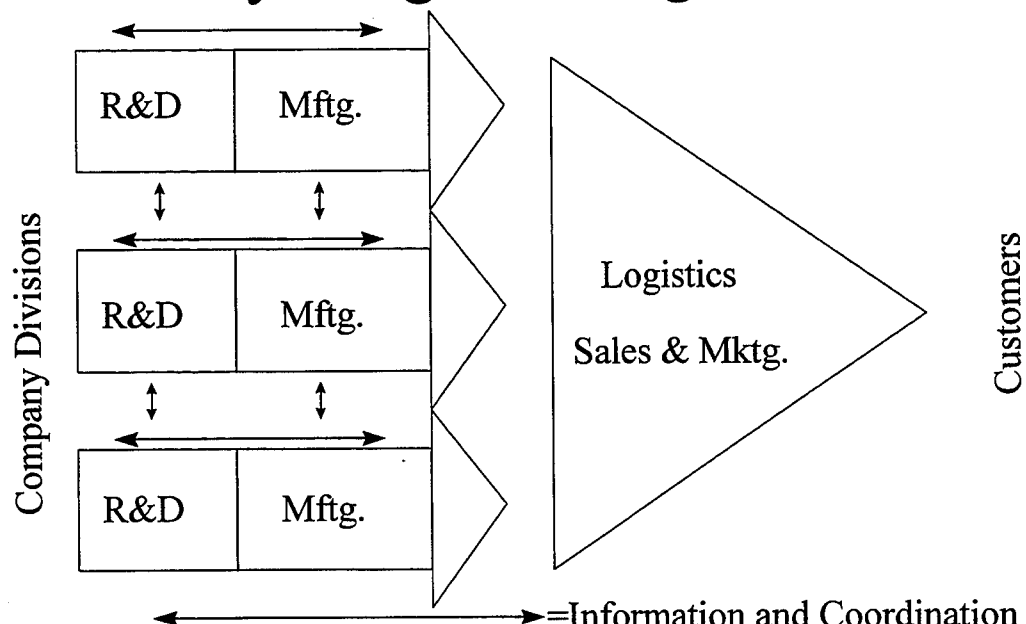 Company Divisions
R&D Mftg.
R&D Mftg.
R&D Mftg.
Logistics
Sales & Mktg.
Customers
=Information and Coordination